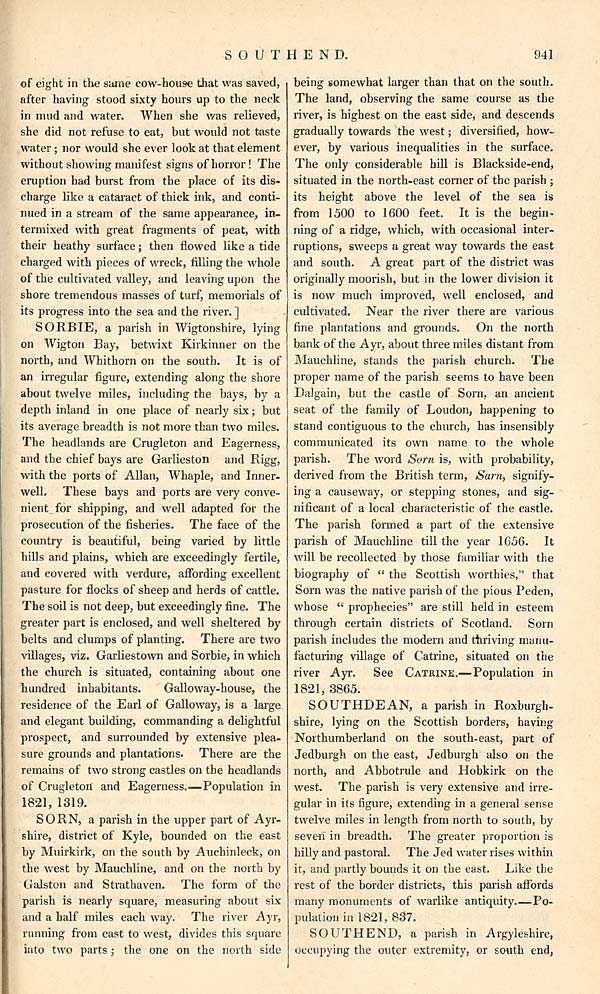 SOUTHEND. 941
of eight in the same cow-house that was saved,
after having stood sixty hours up to the neck
in mud and water. When she was relieved,
she did not refuse to eat, but would not taste
water; nor would she ever look at that element
without showing manifest signs of horror! The
eruption had burst from the place of its dis-
charge like a cataract of thick ink, and conti-
nued in a stream of the same appearance, in-
termixed with great fragments of peat, with
their heathy surface; then flowed like a tide
charged with pieces of wreck, filling the whole
of the cultivated valley, and leaving upon the
shore tremendous masses of turf, memorials of
its progress into the sea and the river.]
SORBIE, a parish in Wigtonshire, lying
on Wigton Bay, betwixt Kirkinner on the
north, and Whithorn on the south. It is of
an irregular figure, extending along the shore
about twelve miles, including the bays, by a
depth inland in one place of nearly six; but
its average breadth is not more than two miles.
The headlands are Crugleton and Eagerness,
and the chief bays are Garlieston and Rigg,
with the ports of Allan, Whaple, and Inner-
well. These bays and ports are very conve-
nient for shipping, and well adapted for the
prosecution of the fisheries. The face of the
country is beautiful, being varied by little
hills and plains, which are exceedingly fertile,
and covered with verdure, affording excellent
pasture for flocks of sheep and herds of cattle.
The soil is not deep, but exceedingly fine. The
greater part is enclosed, and well sheltered by
belts and clumps of planting. There are two
villages, viz. Garliestown and Sorbie, in which
the church is situated, containing about one
hundred inhabitants. Galloway-house, the
residence of the Earl of Galloway, is a large
and elegant building, commanding a delightful
prospect, and surrounded by extensive plea-
sure grounds and plantations. There are the
remains of two strong castles on the headlands
of Crugleton and Eagerness.—Population in
1821, 1319.
SORN, a parish in the upper part of Ayr-
shire, district of Kyle, bounded on the east
by Muirkirk, on the south by Auchinleck, on
the west by Mauchline, and on the north by
Galston and Strathaven. The form of the
parish is nearly square, measuring about six
and a half miles each way. The river Ayr,
running from east to west, divides this square
into two parts; the one on the north side
being somewhat larger than that on the south.
The land, observing the same course as the
river, is highest on the east side, and descends
gradually towards the west; diversified, how-
ever, by various inequalities in the surface.
The only considerable hill is Blackside-end,
situated in the north-east corner of the parish;
its height above the level of the sea is
from 1500 to 1600 feet. It is the begin-
ning of a ridge, which, with occasional inter-
ruptions, sweeps a great way towards the east
and south. A great part of the district was
originally moorish, but in the lower division it
is now much improved, well enclosed, and
cultivated. Near the river there are various
fine plantations and grounds. On the north
bank of the Ayr, about three miles distant from
Mauchline, stands the parish church. The
proper name of the parish seems to have been
Dalgain, but the castle of Sorn, an ancient
seat of the family of Loudon, happening to
stand contiguous to the church, has insensibly
communicated its own name to the whole
parish. The word Sorn is, with probability,
derived from the British term, Sarn, signify-
ing a causeway, or stepping stones, and sig-
nificant of a local characteristic of the castle.
The parish formed a part of the extensive
parish of Mauchline till the year 1656. It
will be recollected by those familiar with the
biography of “ the Scottish worthies,” that
Sorn was the native parish of the pious Peden,
whose “ prophecies” are still held in esteem
through certain districts of Scotland. Sorn
parish includes the modern and thriving manu-
facturing village of Catrine, situated on the
river Ayr. See CATRINE.—Population in
1821, 3865.
SOUTHDEAN, a parish in Roxburgh-
shire, lying on the Scottish borders, having
Northumberland on the south-east, part of
Jedburgh on the east, Jedburgh also on the
north, and Abbotrule and Hobkirk on the
west. The parish is very extensive and irre-
gular in its figure, extending in a general sense
twelve miles in length from north to south, by
seven in breadth. The greater proportion is
hilly and pastoral. The Jed water rises within
it, and partly bounds it on the east. Like the
rest of the border districts, this parish affords
many monuments of warlike antiquity.—Po-
pulation in 1821, 837.
SOUTHEND, a parish in Argyleshire,
occupying the outer extremity, or south end,